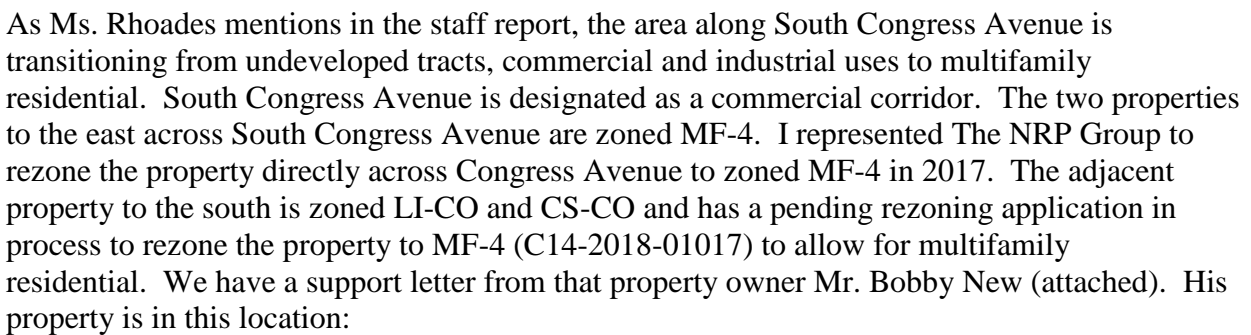 As Ms. Rhoades mentions in the staff report, the area along South Congress Avenue is
transitioning from undeveloped tracts, commercial and industrial uses to multifamily
residential.  South Congress Avenue is designated as a commercial corridor.  The two properties
to the east across South Congress Avenue are zoned MF-4.  I represented The NRP Group to
rezone the property directly across Congress Avenue to zoned MF-4 in 2017.  The adjacent
property to the south is zoned LI-CO and CS-CO and has a pending rezoning application in
process to rezone the property to MF-4 (C14-2018-01017) to allow for multifamily
residential.  We have a support letter from that property owner Mr. Bobby New (attached).  His
property is in this location: